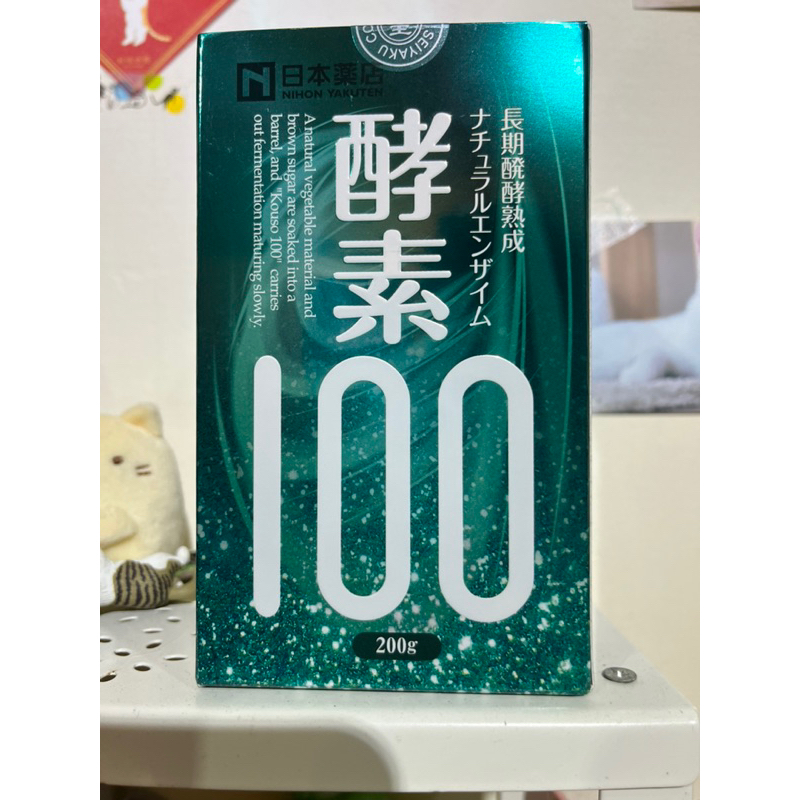 SEIYAKU CO
日本薬店
NIHON YAKUTEN
長期醗酵熟成
ナチュラルエンザイム
酵素
A natural vegetable material and
brown sugar are soaked into a
barrel, and "Kouso 100" carries
out fermentation maturing slowly.
100
200g